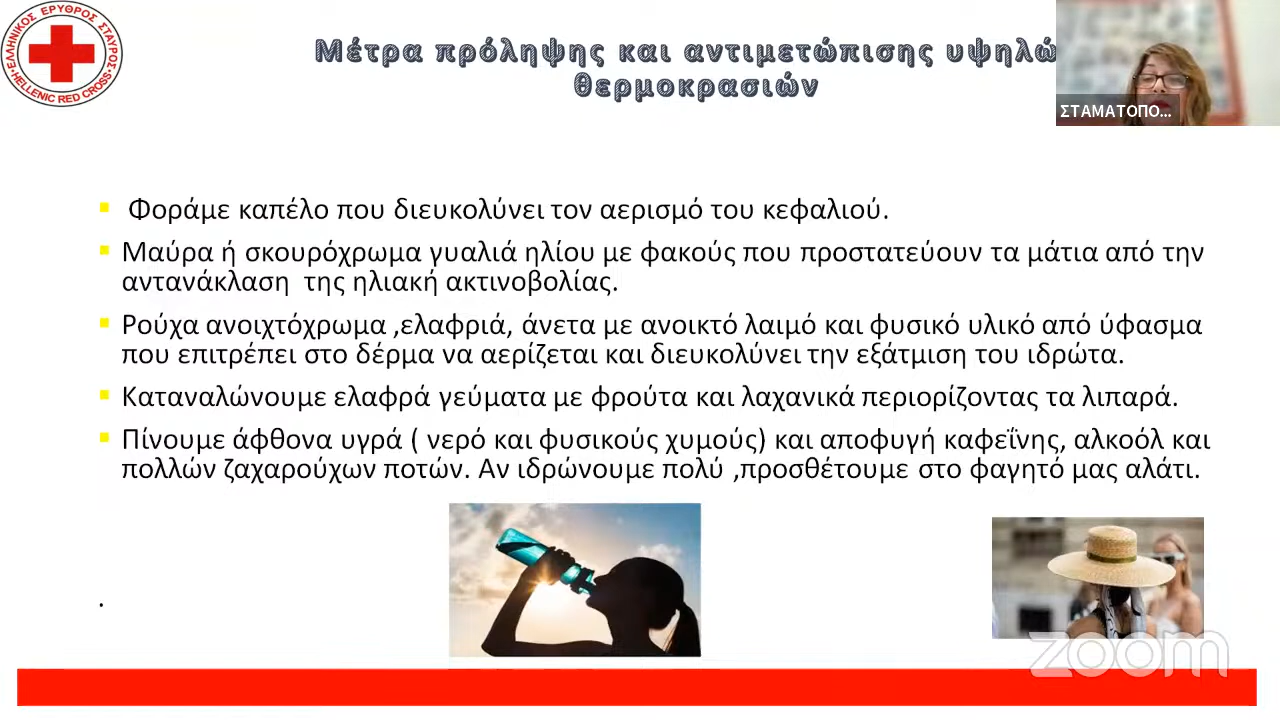 ΕΛΛΗΝΙΚΟΣ ΕΡΥΘΡΟΣ ΣΤΑΥΡΟΣ
HELLENIC RED CROSS
Μέτρα πρόληψης και αντιμετώπισης υψηλώ
θερμοκρασιών
ΣΤΑΜΑΤΟΠΟ...
Φοράμε καπέλο που διευκολύνει τον αερισμό του κεφαλιού.
Μαύρα ή σκουρόχρωμα γυαλιά ηλίου με φακούς που προστατεύουν τα μάτια από την
αντανάκλαση της ηλιακή ακτινοβολίας.
Ρούχα ανοιχτόχρωμα ,ελαφριά, άνετα με ανοικτό λαιμό και φυσικό υλικό από ύφασμα
που επιτρέπει στο δέρμα να αερίζεται και διευκολύνει την εξάτμιση του ιδρώτα.
Καταναλώνουμε ελαφρά γεύματα με φρούτα και λαχανικά περιορίζοντας τα λιπαρά.
Πίνουμε άφθονα υγρά ( νερό και φυσικούς χυμούς) και αποφυγή καφεΐνης, αλκοόλ και
πολλών ζαχαρούχων ποτών. Αν ιδρώνουμε πολύ ,προσθέτουμε στο φαγητό μας αλάτι.
.
zoom